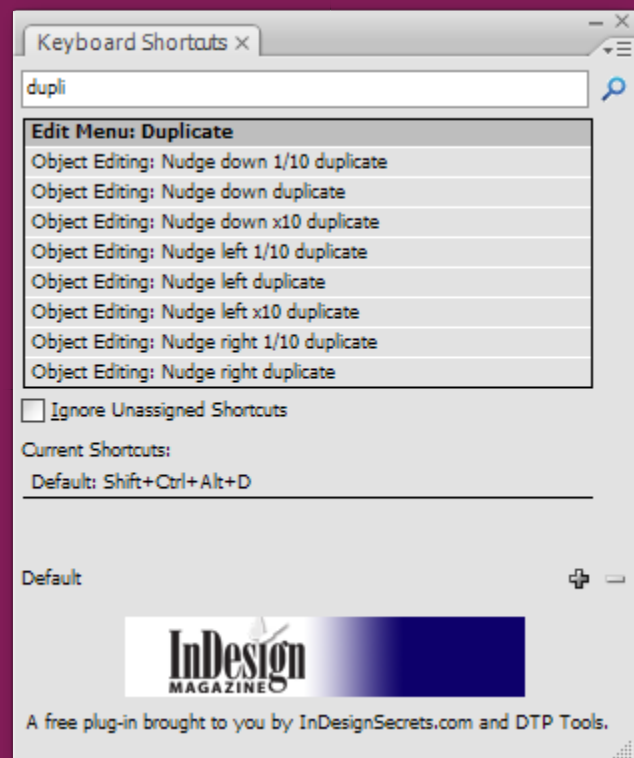 Keyboard Shortcuts
dupli
Edit Menu: Duplicate
Object Editing: Nudge down 1/10 duplicate
Object Editing: Nudge down duplicate
Object Editing: Nudge down x10 duplicate
Object Editing: Nudge left 1/10 duplicate
Object Editing: Nudge left duplicate
Object Editing: Nudge left x10 duplicate
Object Editing: Nudge right 1/10 duplicate
Object Editing: Nudge right duplicate
Ignore Unassigned Shortcuts
Current Shortcuts:
Default: Shift+Ctrl+Alt+D
Default
InDesign
MAGAZINE
A free plug-in brought to you by InDesignSecrets.com and DTP Tools.